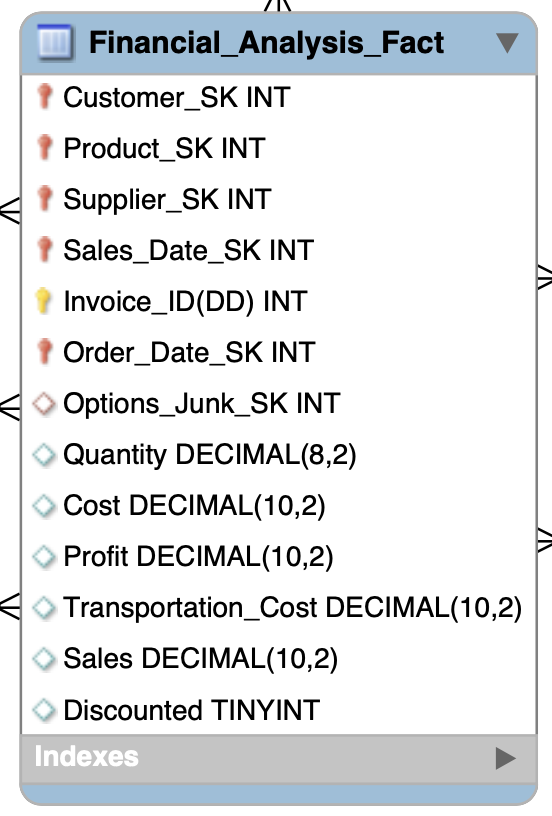 Financial_Analysis_Fact
Customer_SK INT
Product_SK INT
Supplier_SK INT
Sales_Date_SK INT
Invoice_ID(DD) INT
Order_Date_SK INT
Options_Junk_SK INT
Quantity DECIMAL(8,2)
Cost DECIMAL(10,2)
Profit DECIMAL(10,2)
Transportation_Cost DECIMAL(10,2)
Sales DECIMAL(10,2)
Discounted TINYINT
Indexes